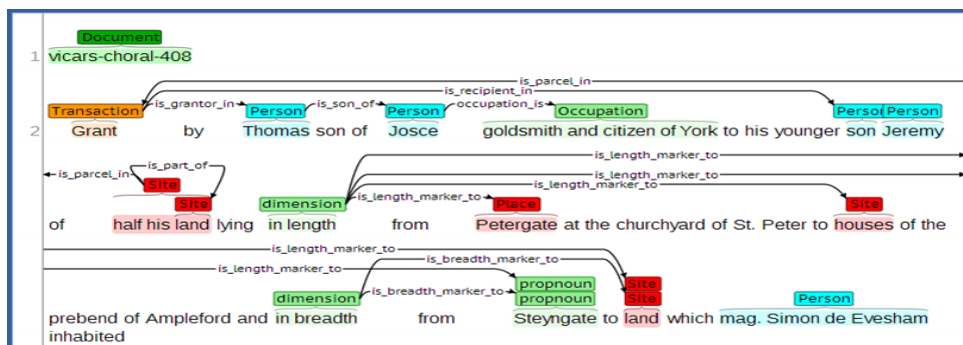 Document
1 vicars-choral-408
is_parcel_in
is_recipient_in
Transaction is_grantor_in Person is_son_of Person occupation_is Occupation Person Person
2 Grant by Thomas son of Josce goldsmith and citizen of York to his younger son Jeremy
is_length_marker_to
is_parcel_in is_part_of is_length_marker_to
Site is_length_marker_to
Site dimension is_length_marker_to Place Site
of half his land lying in length from Petergate at the churchyard of St. Peter to houses of the
is_length_marker_to
is_length_marker_to is_breadth_marker_to
propnoun Site
dimension is_breadth_marker_to propnoun Site Person
prebend of Ampleford and in breadth from Steyngate to land which mag. Simon de Evesham
inhabited